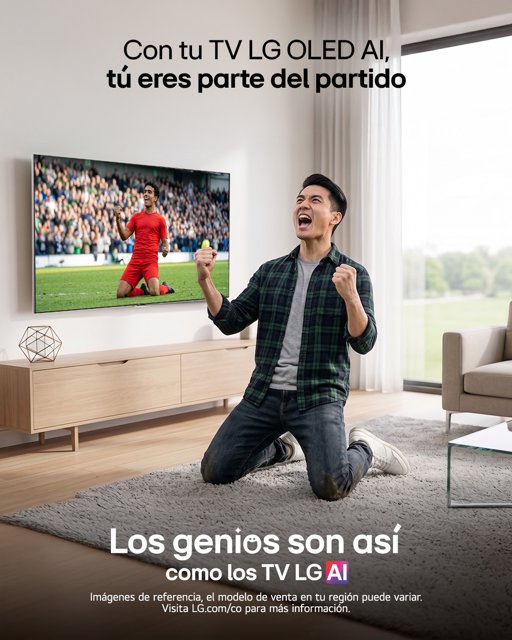 Con tu TV LG OLED AI,
tú eres parte del partido
Los genios son así
como los TV LG AI
Imágenes de referencia, el modelo de venta en tu región puede variar.
Visita LG.com/co para más información.